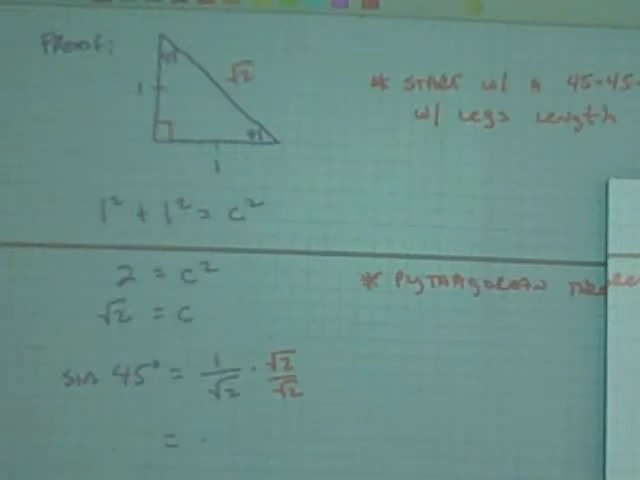 PROOF:
45
√2
1
45
1
* START w/ A 45-45-
w/ legs length
1² + 1² = c²
2 = c²
* PYTHAGOREAN THEOREM
√2 = c
sin 45° = 1/√2 · √2/√2
=